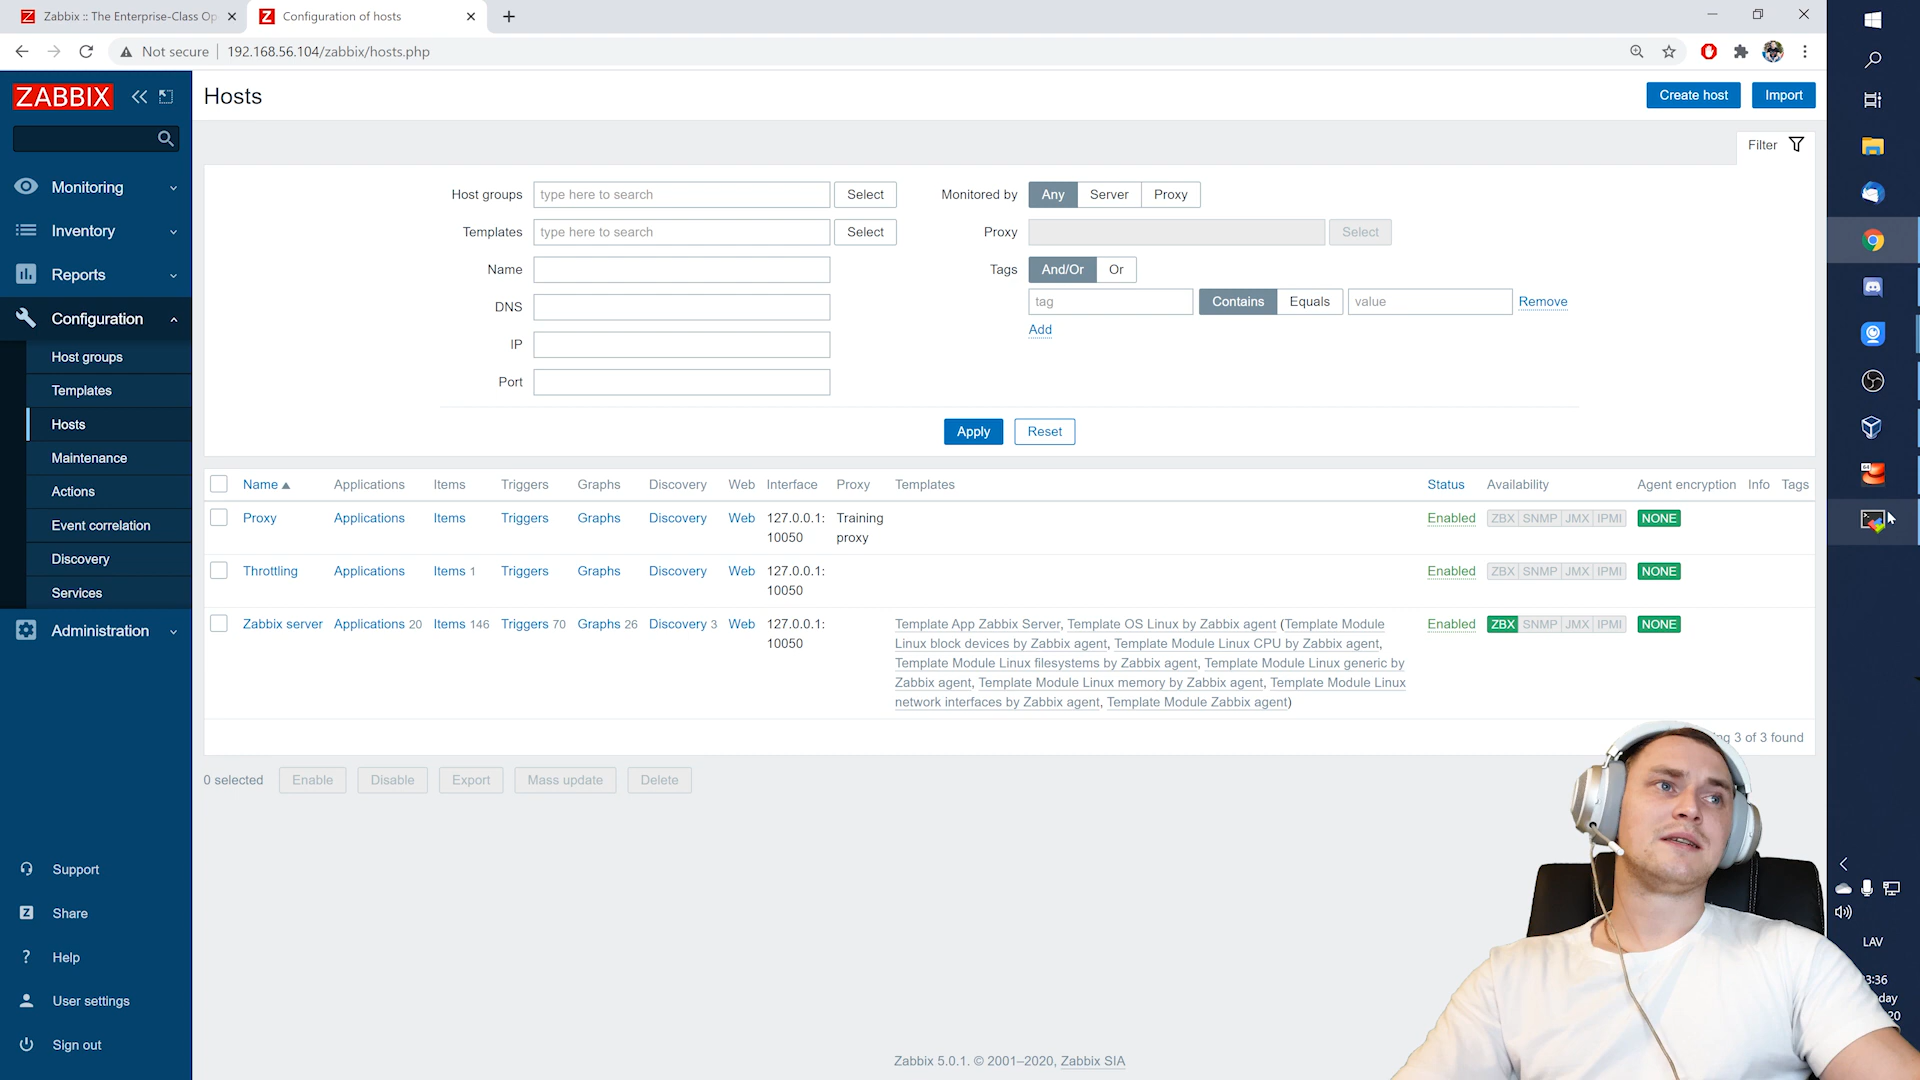 Zabbix :: The Enterprise-Class Op
Configuration of hosts
Not secure
192.168.56.104/zabbix/hosts.php
ZABBIX
Monitoring
Inventory
Reports
Configuration
Host groups
Templates
Hosts
Maintenance
Actions
Event correlation
Discovery
Services
Administration
Support
Share
Help
User settings
Sign out
Hosts
Create host
Import
Filter
Host groups type here to search Select
Templates type here to search Select
Name
DNS
IP
Port
Monitored by Any Server Proxy
Proxy Select
Tags And/Or Or
tag Contains Equals value Remove
Add
Apply Reset
Name Applications Items Triggers Graphs Discovery Web Interface Proxy Templates Status Availability Agent encryption Info Tags
Proxy Applications Items Triggers Graphs Discovery Web 127.0.0.1: Training Enabled ZBX SNMP JMX IPMI NONE
10050 proxy
Throttling Applications Items 1 Triggers Graphs Discovery Web 127.0.0.1: Enabled ZBX SNMP JMX IPMI NONE
10050
Zabbix server Applications 20 Items 146 Triggers 70 Graphs 26 Discovery 3 Web 127.0.0.1: Template App Zabbix Server, Template OS Linux by Zabbix agent (Template Module Enabled ZBX SNMP JMX IPMI NONE
10050 Linux block devices by Zabbix agent, Template Module Linux CPU by Zabbix agent,
Template Module Linux filesystems by Zabbix agent, Template Module Linux generic by
Zabbix agent, Template Module Linux memory by Zabbix agent, Template Module Linux
network interfaces by Zabbix agent, Template Module Zabbix agent)
3 of 3 found
0 selected Enable Disable Export Mass update Delete
Zabbix 5.0.1. © 2001–2020, Zabbix SIA
LAV
3:36
day
20